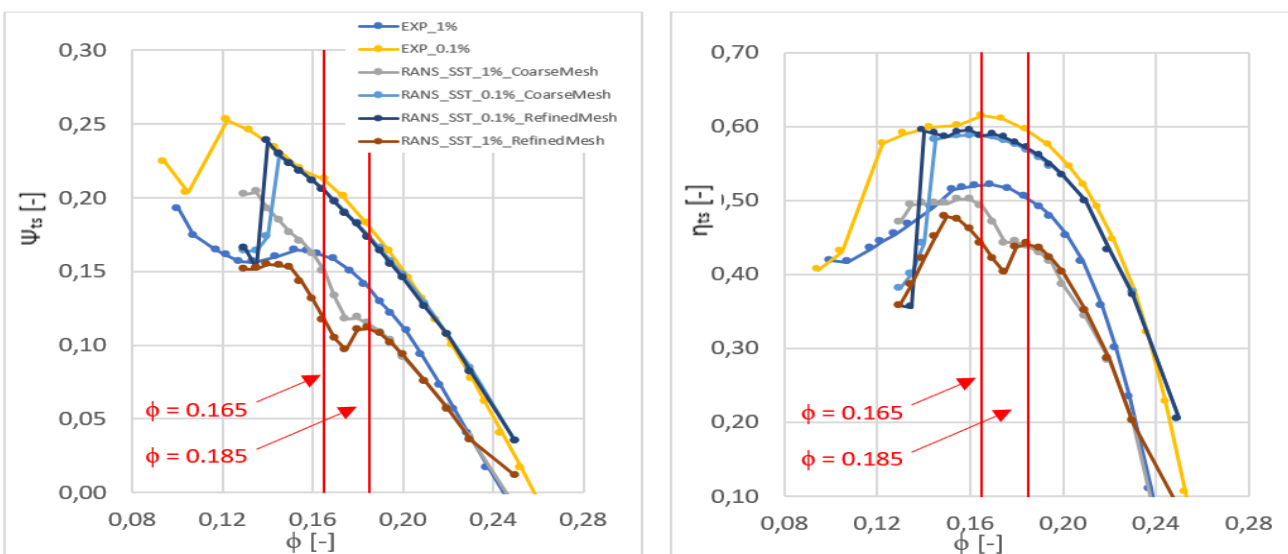 EXP_1%
EXP_0.1%
RANS_SST_1%_CoarseMesh
RANS_SST_0.1%_CoarseMesh
RANS_SST_0.1%_RefinedMesh
RANS_SST_1%_RefinedMesh
0,30
0,25
0,20
0,15
0,10
0,05
0,00
Ψts [-]
ϕ = 0.165
ϕ = 0.185
0,08 0,12 0,16 0,20 0,24 0,28
ϕ [-]
0,70
0,60
0,50
0,40
0,30
0,20
0,10
ηts [-]
ϕ = 0.165
ϕ = 0.185
0,08 0,12 0,16 0,20 0,24 0,28
ϕ [-]